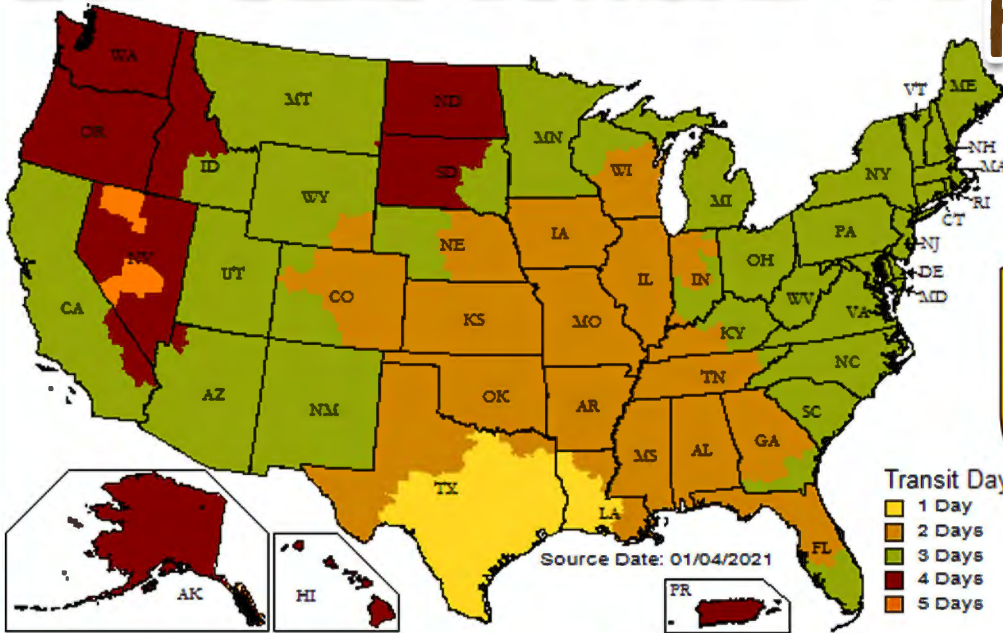 WA
MT
ND
MN
VT
ME
OR
ID
SD
WI
MI
NY
NH
MA
RI
CT
WY
NE
IA
PA
NJ
NV
UT
CO
IL
IN
OH
DE
MD
CA
KS
MO
WV
VA
KY
AZ
NM
OK
AR
TN
NC
SC
MS
AL
GA
TX
LA
FL
Transit Day
1 Day
2 Days
3 Days
4 Days
5 Days
Source Date: 01/04/2021
AK
HI
PR